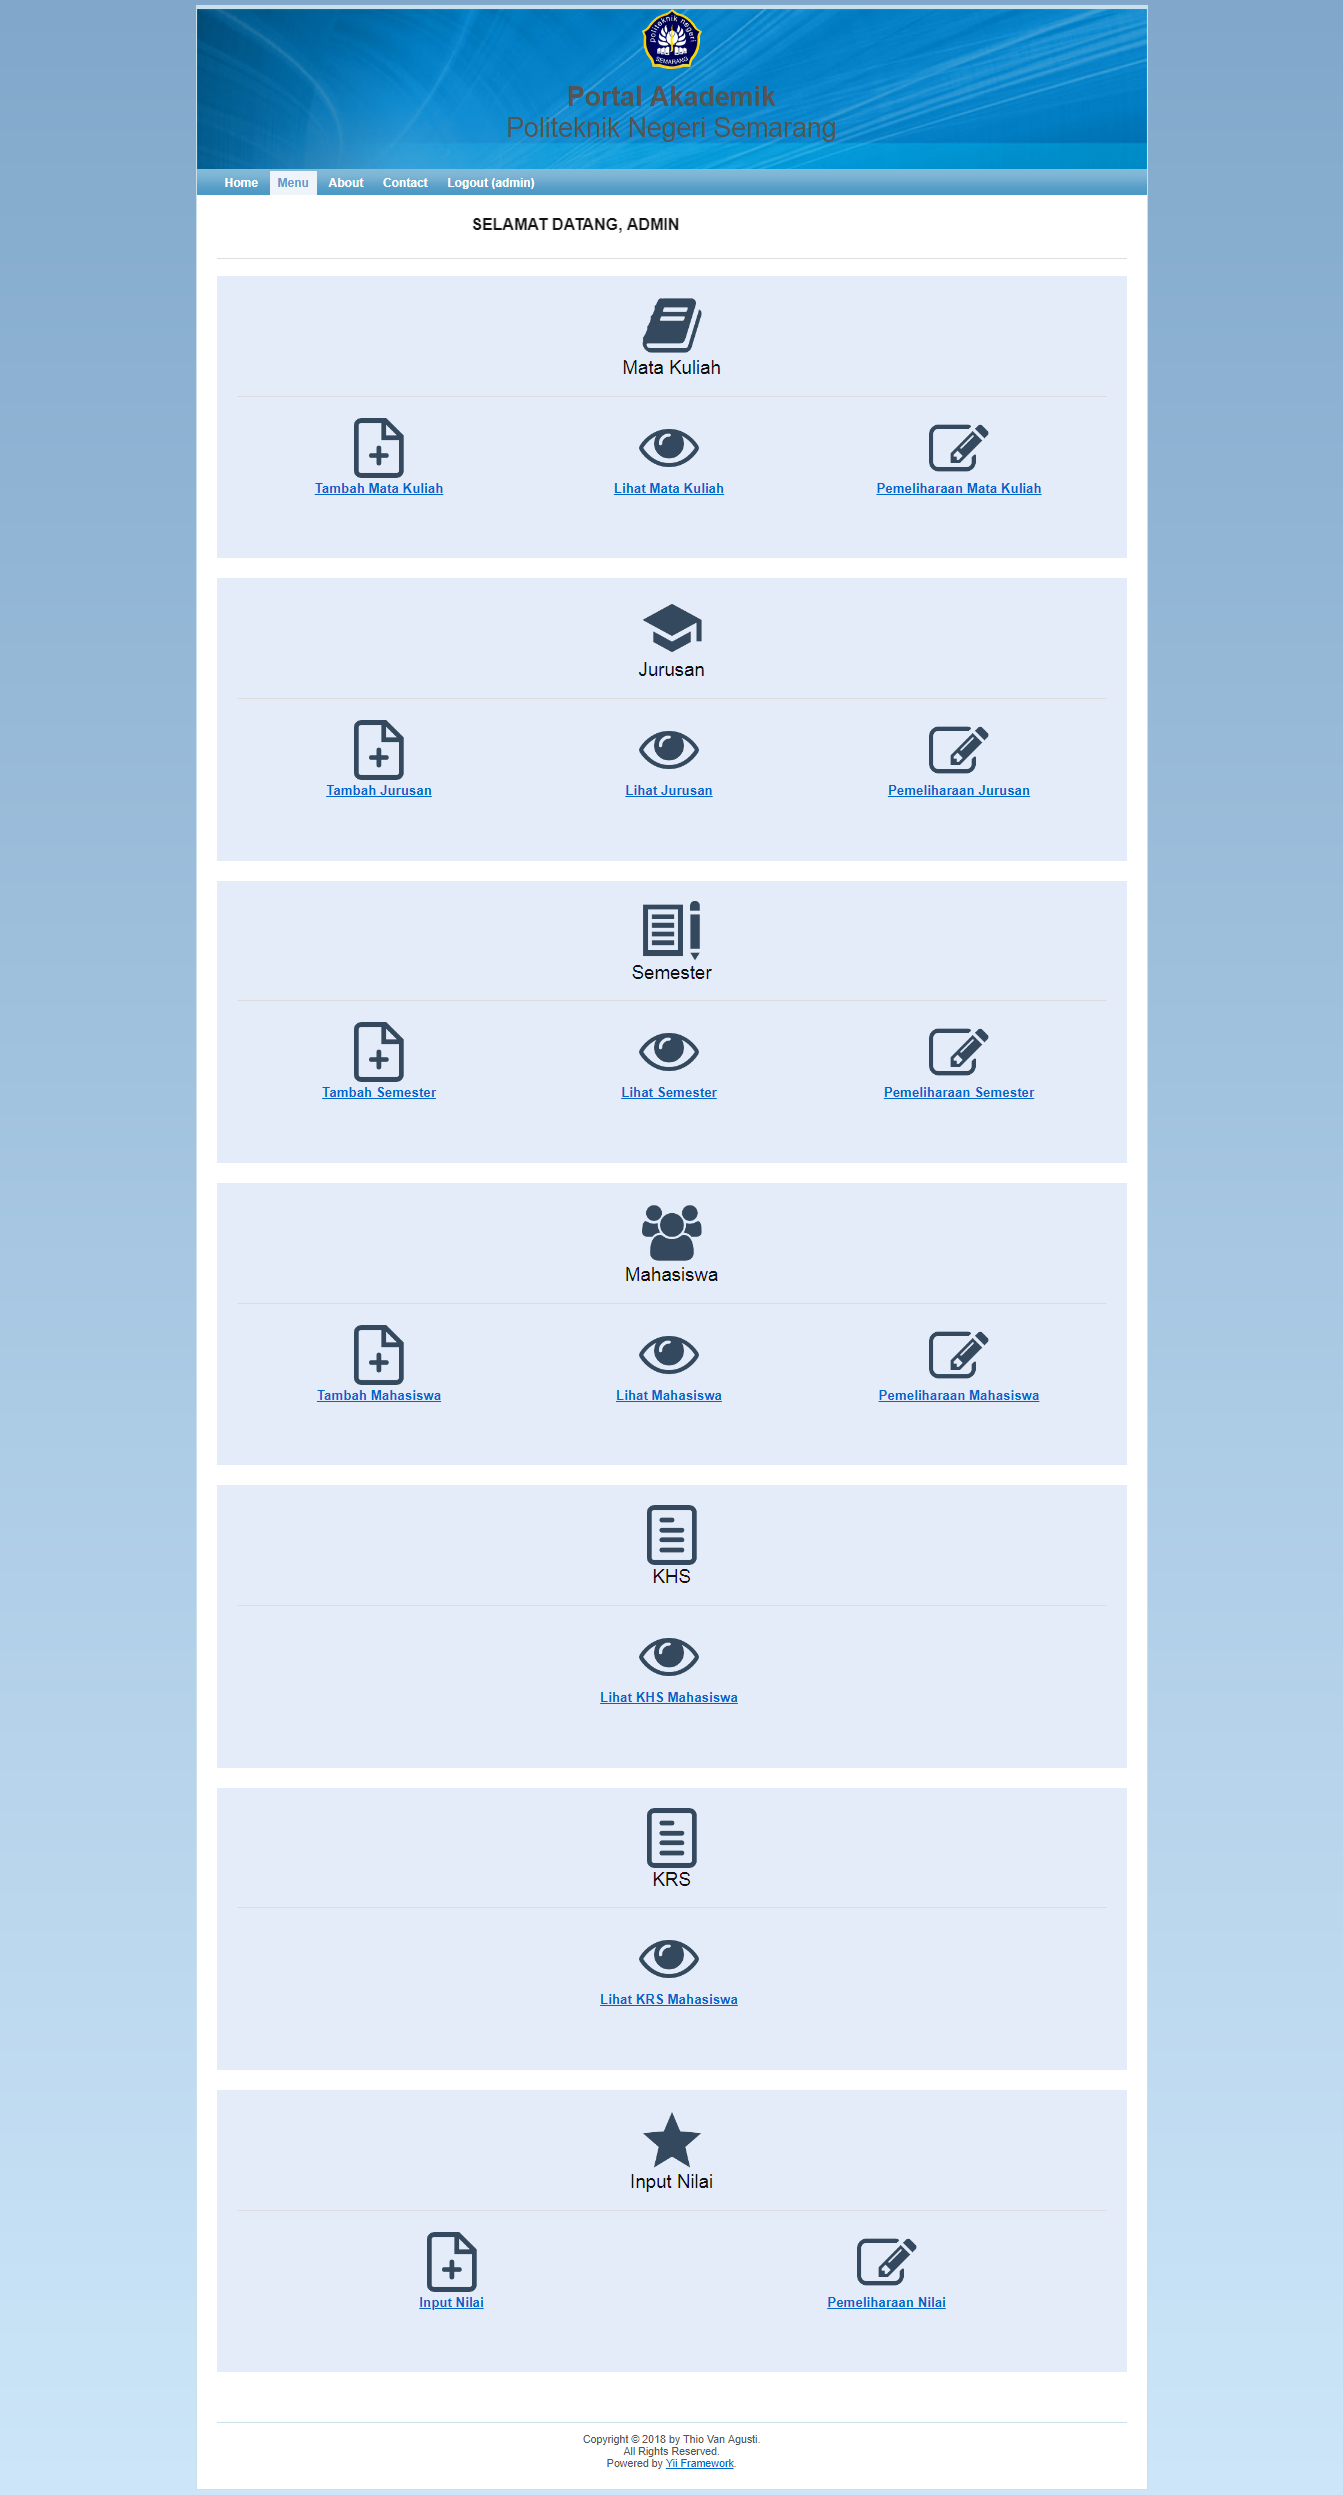 politeknik negeri
SEMARANG
Portal Akademik
Politeknik Negeri Semarang
Home Menu About Contact Logout (admin)
SELAMAT DATANG, ADMIN
Mata Kuliah
Tambah Mata Kuliah Lihat Mata Kuliah Pemeliharaan Mata Kuliah
Jurusan
Tambah Jurusan Lihat Jurusan Pemeliharaan Jurusan
Semester
Tambah Semester Lihat Semester Pemeliharaan Semester
Mahasiswa
Tambah Mahasiswa Lihat Mahasiswa Pemeliharaan Mahasiswa
KHS
Lihat KHS Mahasiswa
KRS
Lihat KRS Mahasiswa
Input Nilai
Input Nilai Pemeliharaan Nilai
Copyright © 2018 by Thio Van Agusti.
All Rights Reserved.
Powered by Yii Framework.